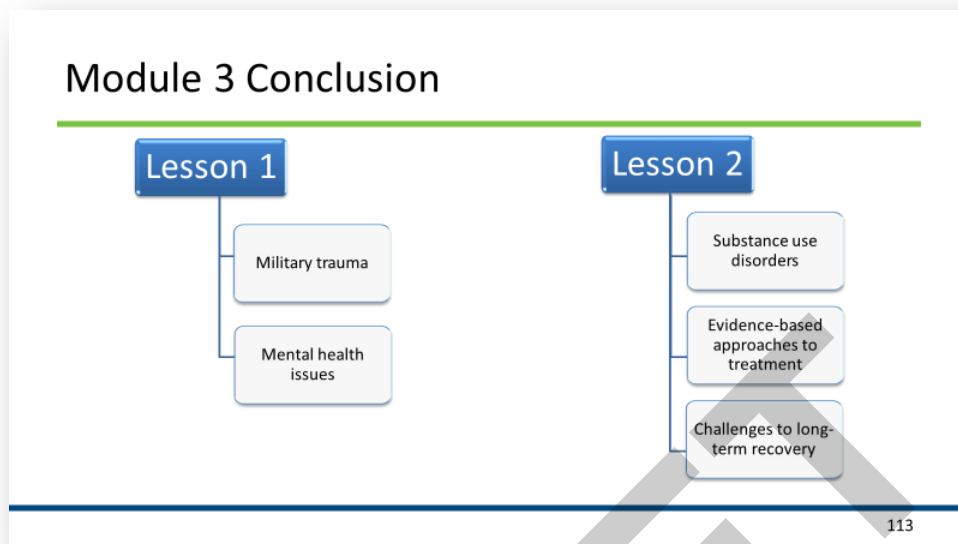 Module 3 Conclusion
Lesson 1
Military trauma
Mental health
issues
Lesson 2
Substance use
disorders
Evidence-based
approaches to
treatment
Challenges to long-
term recovery
113